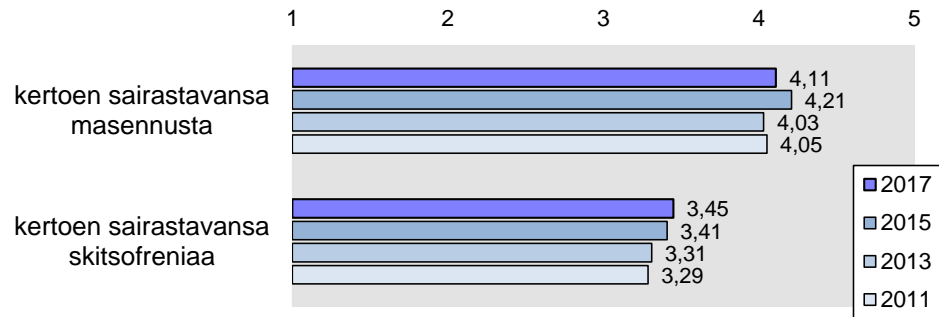 1 2 3 4 5
kertoen sairastavansa
masennusta
4,11
4,21
4,03
4,05
kertoen sairastavansa
skitsofreniaa
3,45
3,41
3,31
3,29
2017
2015
2013
2011